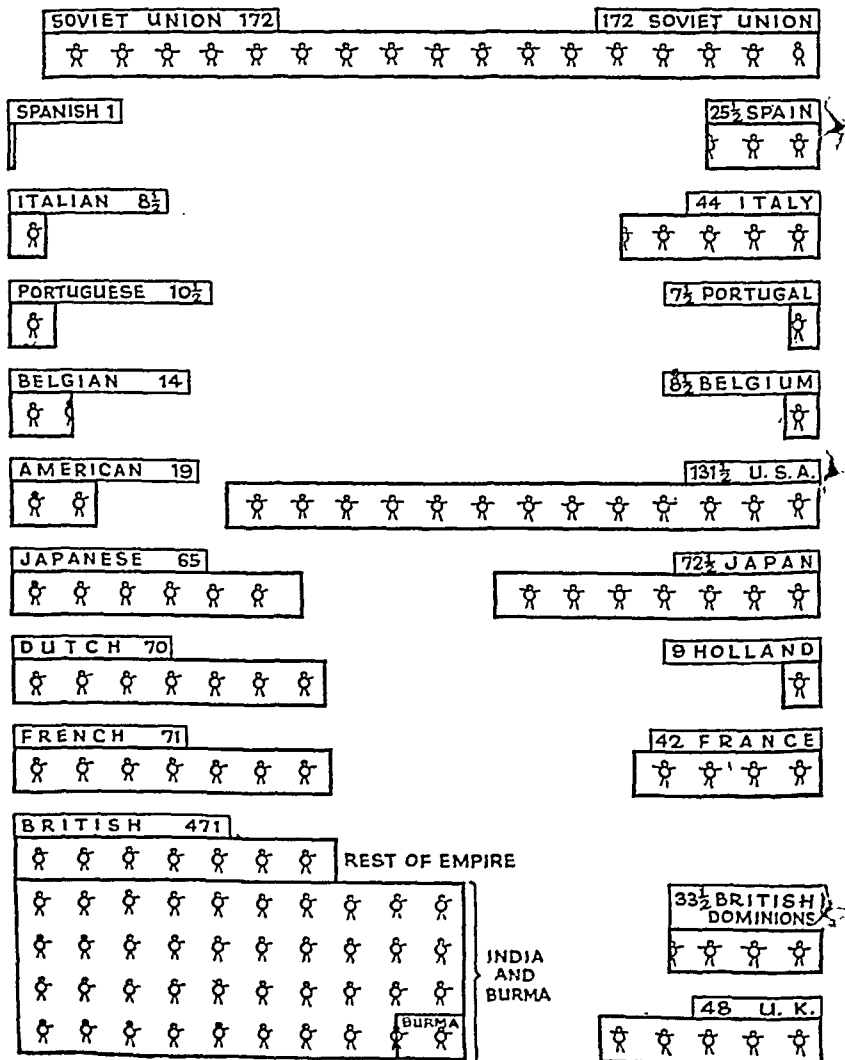 SOVIET UNION 172
172 SOVIET UNION
SPANISH 1
25½ SPAIN
ITALIAN 8½
44 ITALY
PORTUGUESE 10½
7½ PORTUGAL
BELGIAN 14
8½ BELGIUM
AMERICAN 19
131½ U.S.A.
JAPANESE 65
72½ JAPAN
DUTCH 70
9 HOLLAND
FRENCH 71
42 FRANCE
BRITISH 471
REST OF EMPIRE
33½ BRITISH
DOMINIONS
INDIA
AND
BURMA
BURMA
48 U.K.